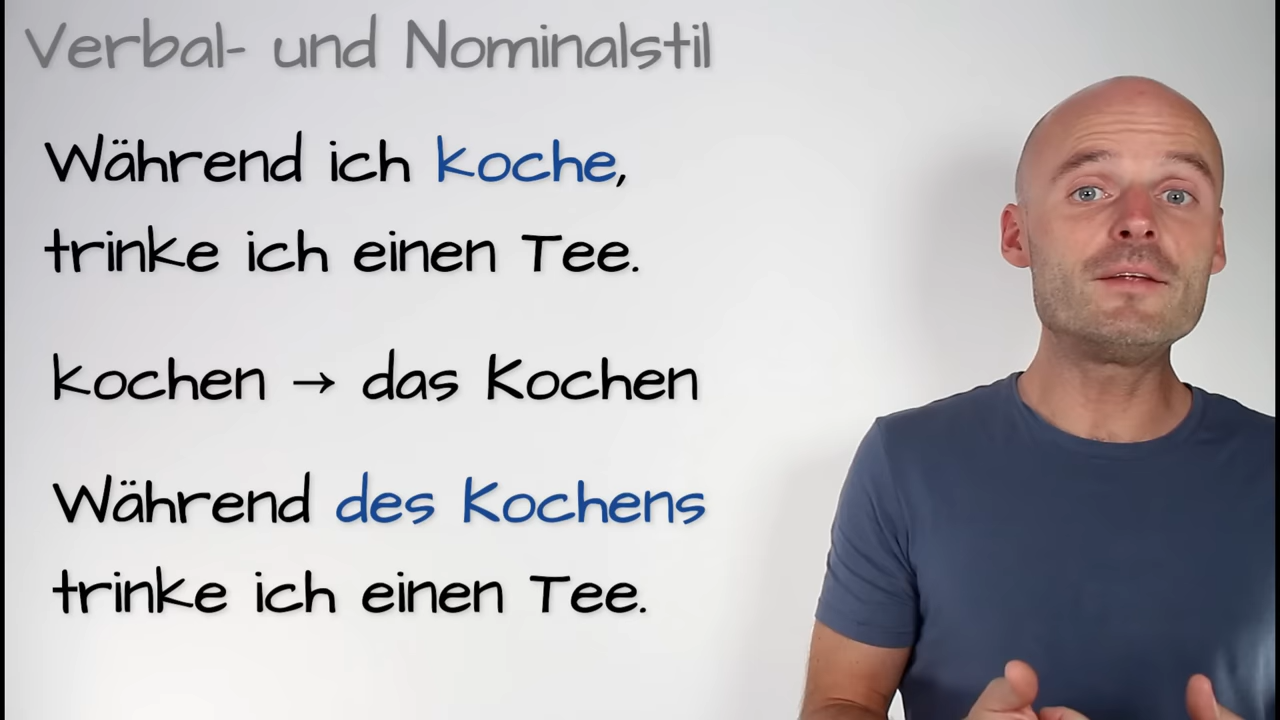 Verbal- und Nominalstil
Während ich koche,
trinke ich einen Tee.
kochen → das Kochen
Während des Kochens
trinke ich einen Tee.